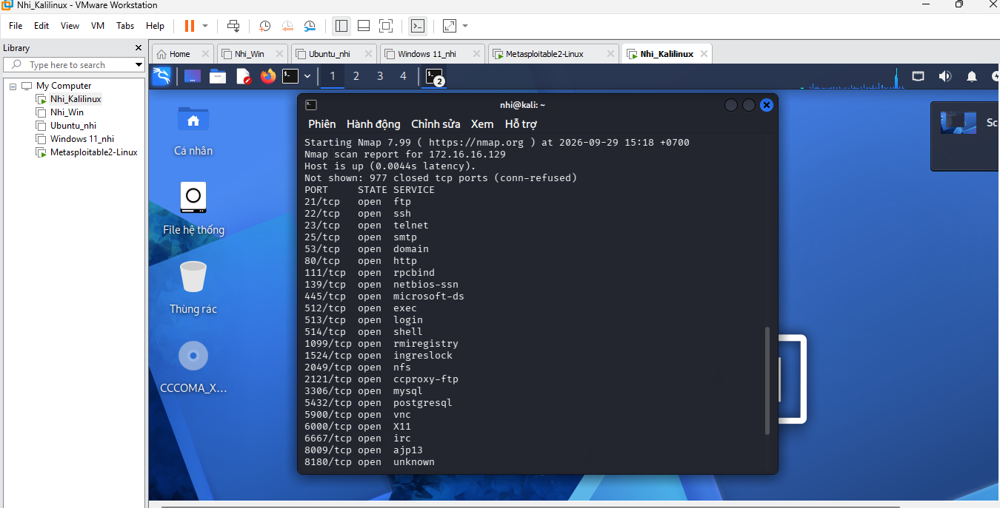 Nhi_Kalilinux - VMware Workstation
File Edit View VM Tabs Help
Library
Type here to search
My Computer
Nhi_Kalilinux
Nhi_Win
Ubuntu_nhi
Windows 11_nhi
Metasploitable2-Linux
Home Nhi_Win Ubuntu_nhi Windows 11_nhi Metasploitable2-Linux Nhi_Kalilinux
1 2 3 4 2
Cá nhân
File hệ thống
Thùng rác
CCCOMA_X...
nhi@kali: ~
Phiên Hành động Chỉnh sửa Xem Hỗ trợ
Starting Nmap 7.99 ( https://nmap.org ) at 2026-09-29 15:18 +0700
Nmap scan report for 172.16.16.129
Host is up (0.0044s latency).
Not shown: 977 closed tcp ports (conn-refused)
PORT STATE SERVICE
21/tcp open ftp
22/tcp open ssh
23/tcp open telnet
25/tcp open smtp
53/tcp open domain
80/tcp open http
111/tcp open rpcbind
139/tcp open netbios-ssn
445/tcp open microsoft-ds
512/tcp open exec
513/tcp open login
514/tcp open shell
1099/tcp open rmiregistry
1524/tcp open ingreslock
2049/tcp open nfs
2121/tcp open ccproxy-ftp
3306/tcp open mysql
5432/tcp open postgresql
5900/tcp open vnc
6000/tcp open X11
6667/tcp open irc
8009/tcp open ajp13
8180/tcp open unknown
Sc